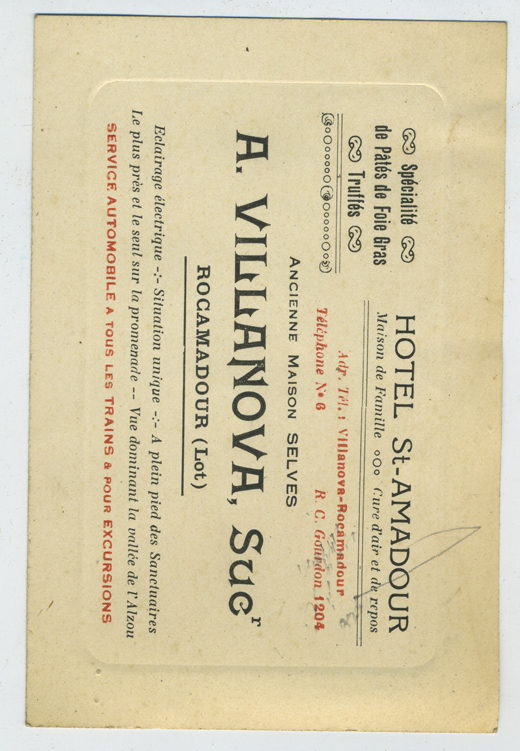 Spécialité
de Pâtés de Foie Gras
Truffés
HOTEL St-AMADOUR
Maison de Famille oOo Cure d'air et de repos
Adr. Tél. : Villanova-Rocamadour
Téléphone N° 6 R. C. Gourdon 1204
ANCIENNE MAISON SELVES
A. VILLANOVA, Sucr
ROCAMADOUR (Lot)
Eclairage électrique -:- Situation unique -:- A plein pied des Sanctuaires
Le plus près et le seul sur la promenade -- Vue dominant la vallée de l'Alzou
SERVICE AUTOMOBILE A TOUS LES TRAINS & POUR EXCURSIONS